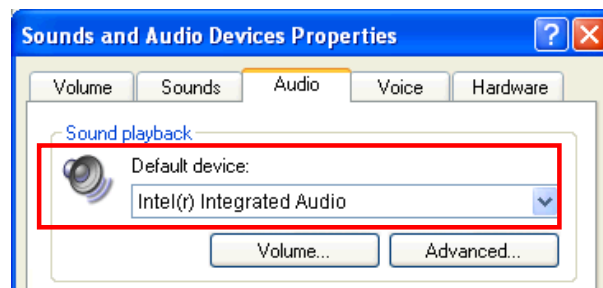 Sounds and Audio Devices Properties
Volume Sounds Audio Voice Hardware
Sound playback
Default device:
Intel(r) Integrated Audio
Volume... Advanced...